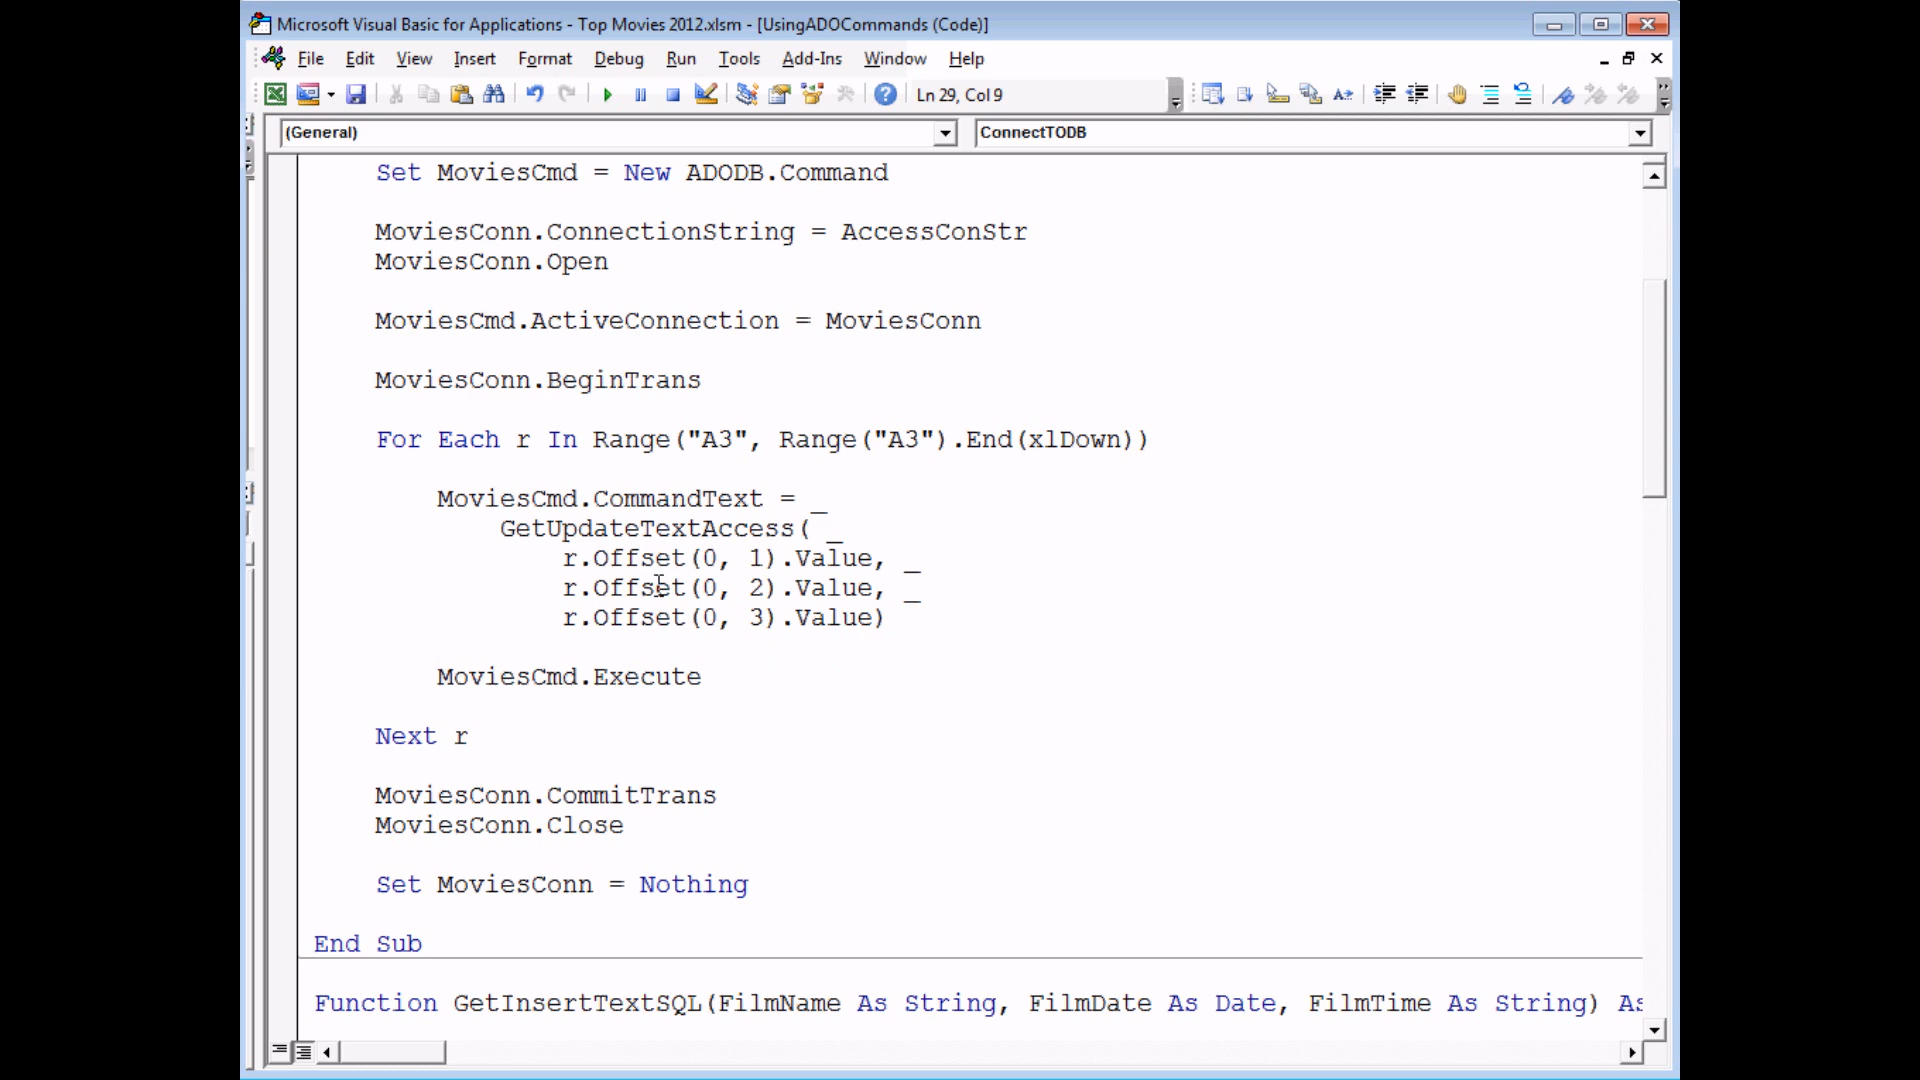 Microsoft Visual Basic for Applications - Top Movies 2012.xlsm - [UsingADOCommands (Code)]
File Edit View Insert Format Debug Run Tools Add-Ins Window Help
Ln 29, Col 9
(General) ConnectTODB
Set MoviesCmd = New ADODB.Command
MoviesConn.ConnectionString = AccessConStr
MoviesConn.Open
MoviesCmd.ActiveConnection = MoviesConn
MoviesConn.BeginTrans
For Each r In Range("A3", Range("A3").End(xlDown))
MoviesCmd.CommandText = _
GetUpdateTextAccess( _
r.Offset(0, 1).Value, _
r.Offset(0, 2).Value, _
r.Offset(0, 3).Value)
MoviesCmd.Execute
Next r
MoviesConn.CommitTrans
MoviesConn.Close
Set MoviesConn = Nothing
End Sub
Function GetInsertTextSQL(FilmName As String, FilmDate As Date, FilmTime As String) As